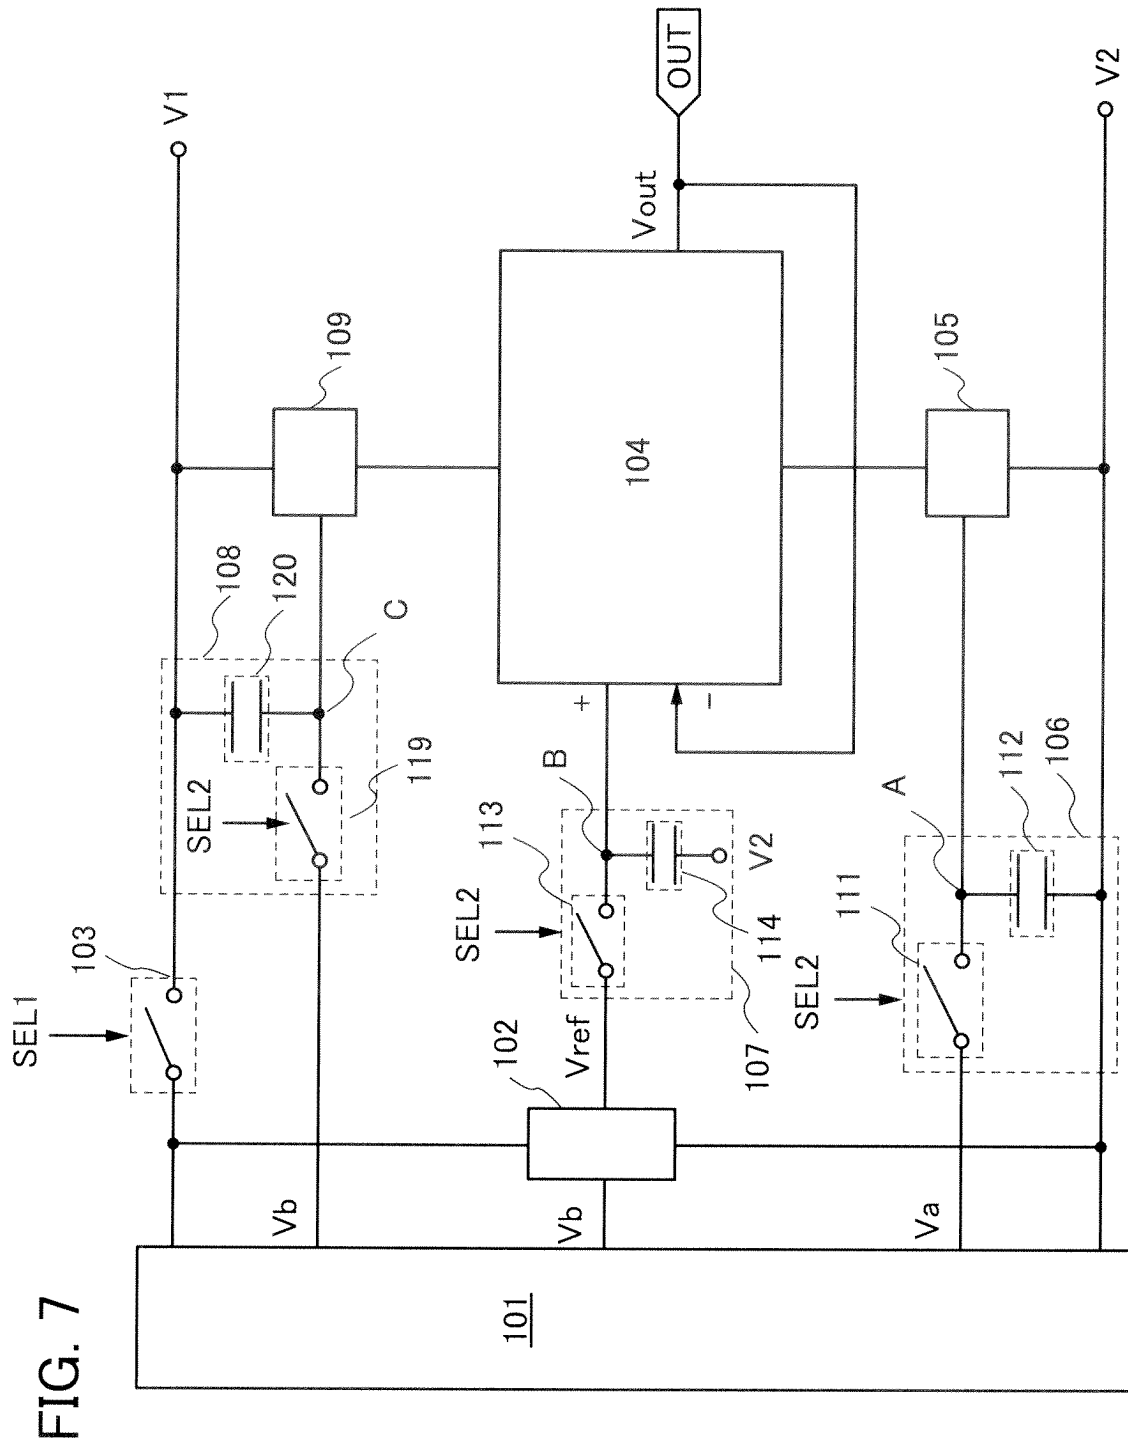 FIG. 7
SEL1
103
V1
108
120
109
SEL2
119
C
Vb
102
Vref
Vb
SEL2
113
B
114
V2
107
+
−
104
Vout
OUT
101
SEL2
111
A
112
106
105
Va
V2